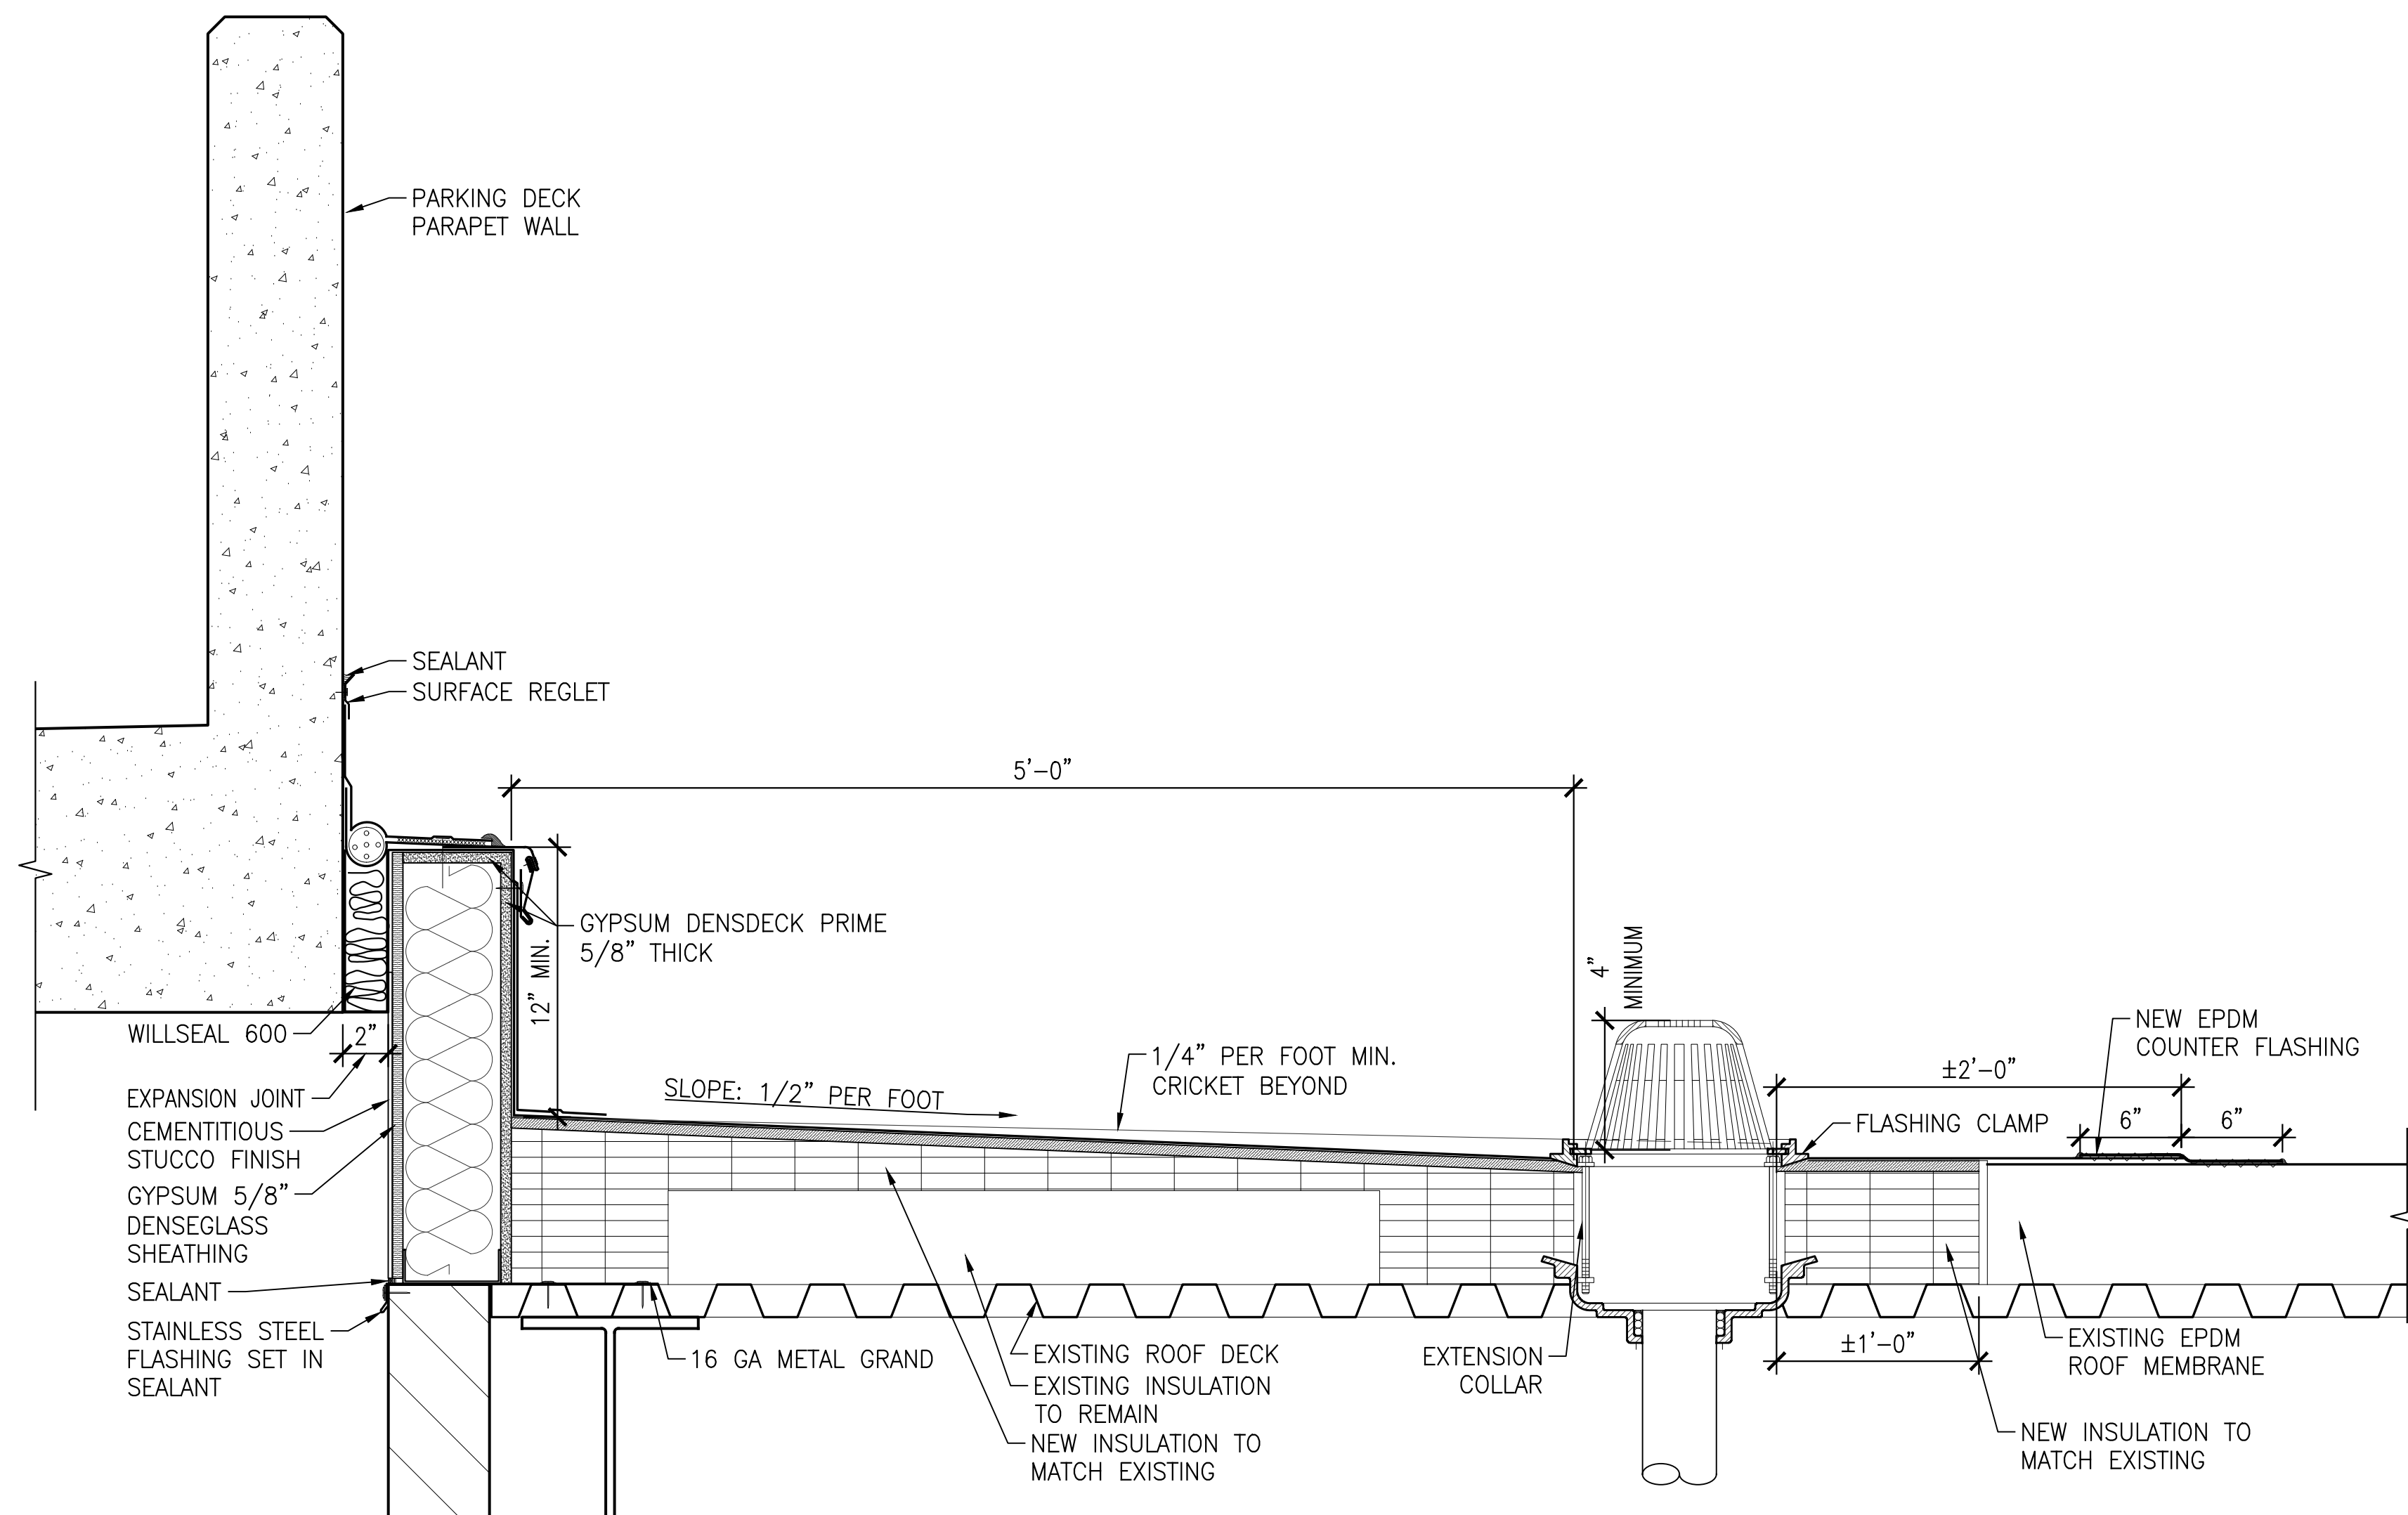 PARKING DECK
PARAPET WALL
SEALANT
SURFACE REGLET
5'-0"
GYPSUM DENSDECK PRIME
5/8" THICK
12" MIN.
4"
MINIMUM
WILLSEAL 600
2"
EXPANSION JOINT
CEMENTITIOUS
STUCCO FINISH
GYPSUM 5/8"
DENSEGLASS
SHEATHING
SEALANT
STAINLESS STEEL
FLASHING SET IN
SEALANT
SLOPE: 1/2" PER FOOT
1/4" PER FOOT MIN.
CRICKET BEYOND
NEW EPDM
COUNTER FLASHING
±2'-0"
FLASHING CLAMP
6"
6"
16 GA METAL GRAND
EXISTING ROOF DECK
EXISTING INSULATION
TO REMAIN
NEW INSULATION TO
MATCH EXISTING
EXTENSION
COLLAR
±1'-0"
EXISTING EPDM
ROOF MEMBRANE
NEW INSULATION TO
MATCH EXISTING